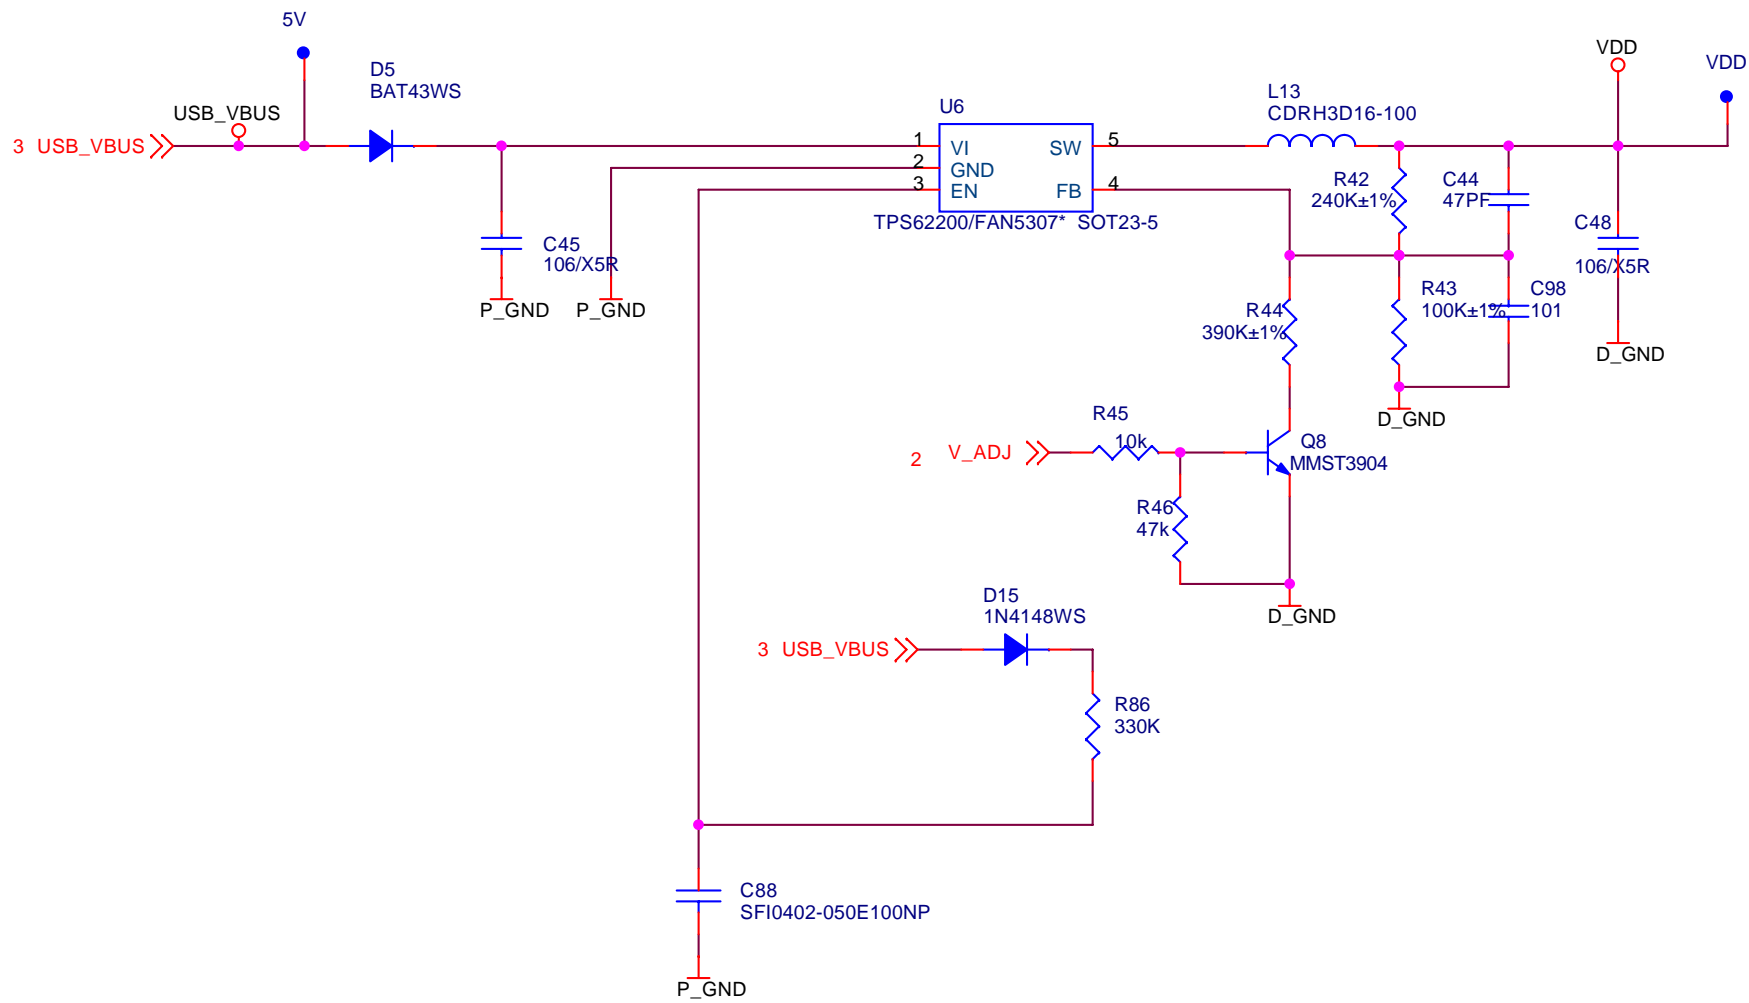 5V
D5
BAT43WS
USB_VBUS
3 USB_VBUS
U6
1 VI
2 GND
3 EN
SW 5
FB 4
TPS62200/FAN5307* SOT23-5
L13
CDRH3D16-100
VDD
VDD
R42
240K±1%
C44
47PF
C48
106/X5R
C45
106/X5R
P_GND
P_GND
R44
390K±1%
R43
100K±1%
C98
101
D_GND
D_GND
R45
10k
2 V_ADJ
Q8
MMST3904
R46
47k
D_GND
D15
1N4148WS
3 USB_VBUS
R86
330K
C88
SFI0402-050E100NP
P_GND